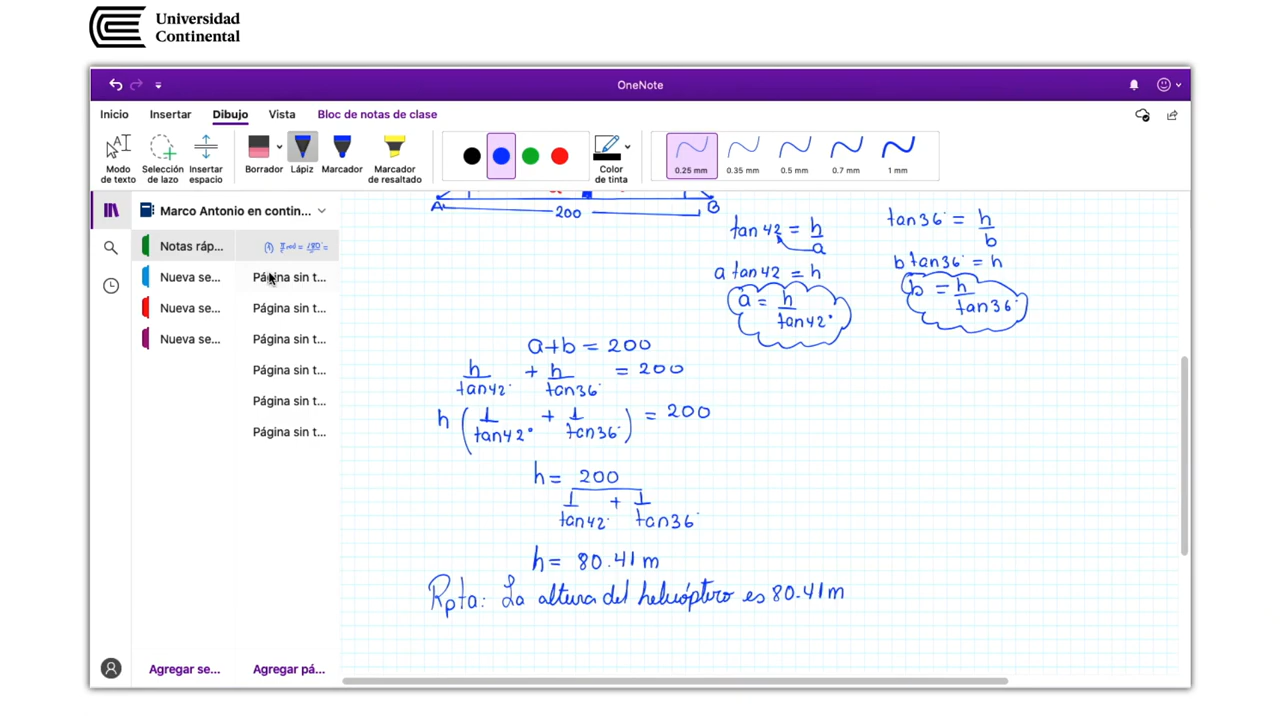 Universidad
Continental
OneNote
Inicio Insertar Dibujo Vista Bloc de notas de clase
Modo de texto
Selección de lazo
Insertar espacio
Borrador
Lápiz
Marcador
Marcador de resaltado
Color de tinta
0.25 mm
0.35 mm
0.5 mm
0.7 mm
1 mm
Marco Antonio en contin...
Notas ráp...
Nueva se...
Nueva se...
Nueva se...
Página sin t...
Página sin t...
Página sin t...
Página sin t...
Página sin t...
Página sin t...
Agregar se...
Agregar pá...
A 200 B
tan 42 = h/a
a tan 42 = h
a = h/tan42°
tan36° = h/b
b tan36° = h
b = h/tan36°
a+b = 200
h/tan42° + h/tan36° = 200
h (1/tan42° + 1/tan36°) = 200
h = 200/(1/tan42° + 1/tan36°)
h = 80.41 m
Rpta: La altura del helicóptero es 80.41 m